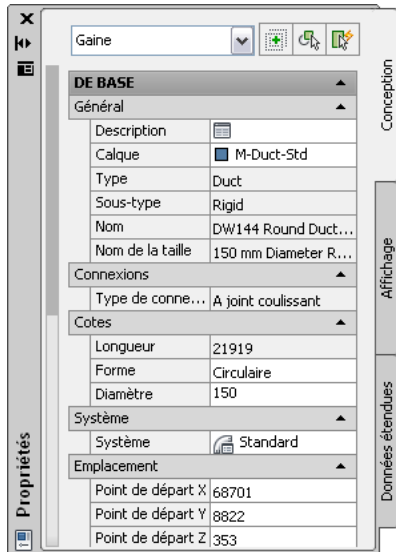 Gaine
DE BASE
Général
Description
Calque M-Duct-Std
Type Duct
Sous-type Rigid
Nom DW144 Round Duct...
Nom de la taille 150 mm Diameter R...
Connexions
Type de conne... A joint coulissant
Cotes
Longueur 21919
Forme Circulaire
Diamètre 150
Système
Système Standard
Emplacement
Point de départ X 68701
Point de départ Y 8822
Point de départ Z 353
Propriétés
Conception
Affichage
Données étendues